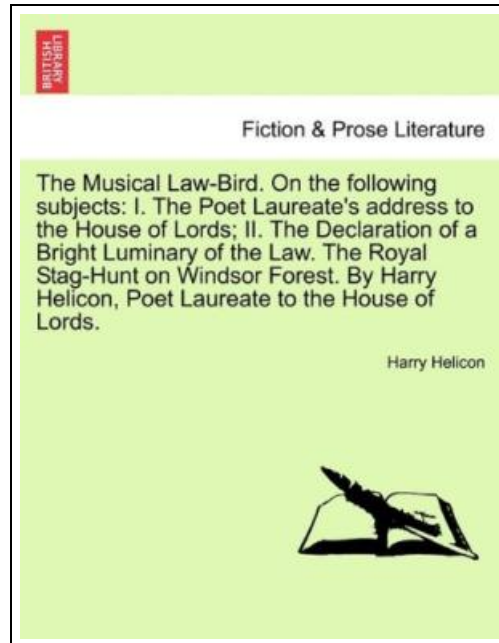 BRITISH
LIBRARY
Fiction & Prose Literature
The Musical Law-Bird. On the following
subjects: I. The Poet Laureate's address to
the House of Lords; II. The Declaration of a
Bright Luminary of the Law. The Royal
Stag-Hunt on Windsor Forest. By Harry
Helicon, Poet Laureate to the House of
Lords.
Harry Helicon